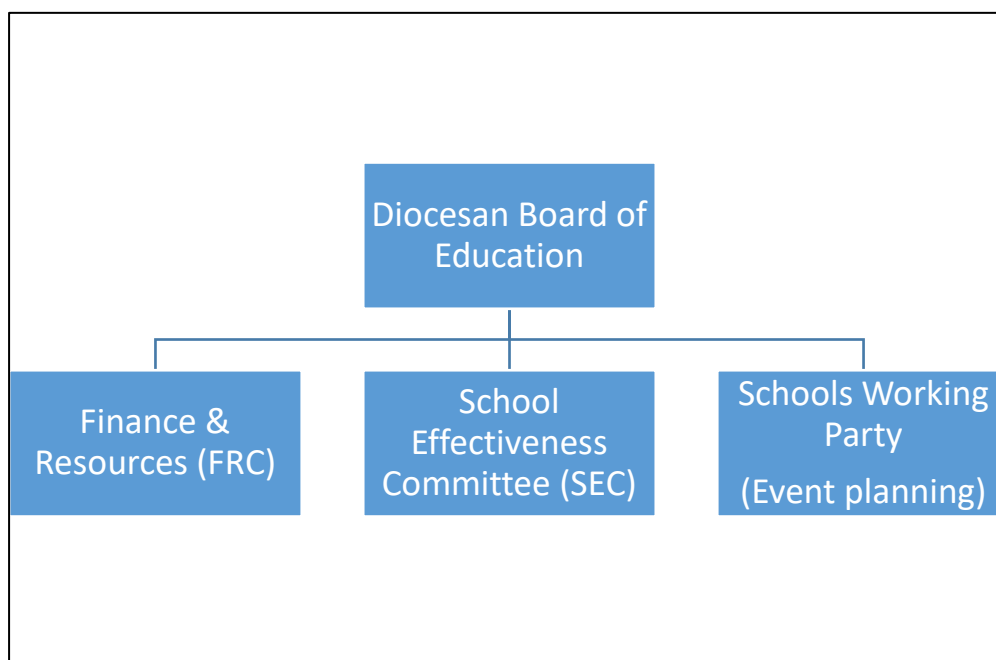 Diocesan Board of
Education
Finance &
Resources (FRC)
School
Effectiveness
Committee (SEC)
Schools Working
Party
(Event planning)